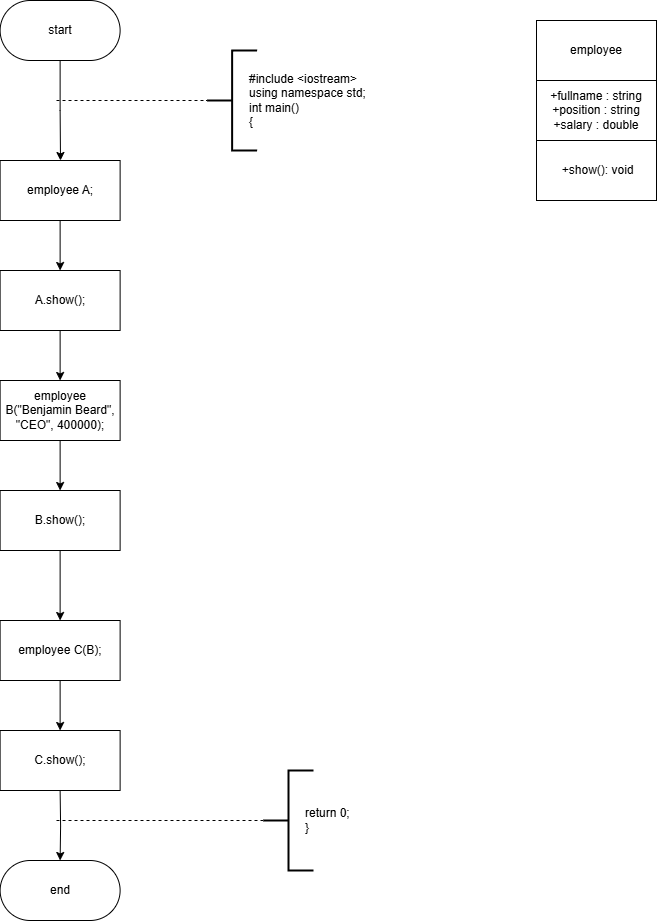 start
#include <iostream>
using namespace std;
int main()
{
employee A;
A.show();
employee
B("Benjamin Beard",
"CEO", 400000);
B.show();
employee C(B);
C.show();
return 0;
}
end
employee
+fullname : string
+position : string
+salary : double
+show(): void